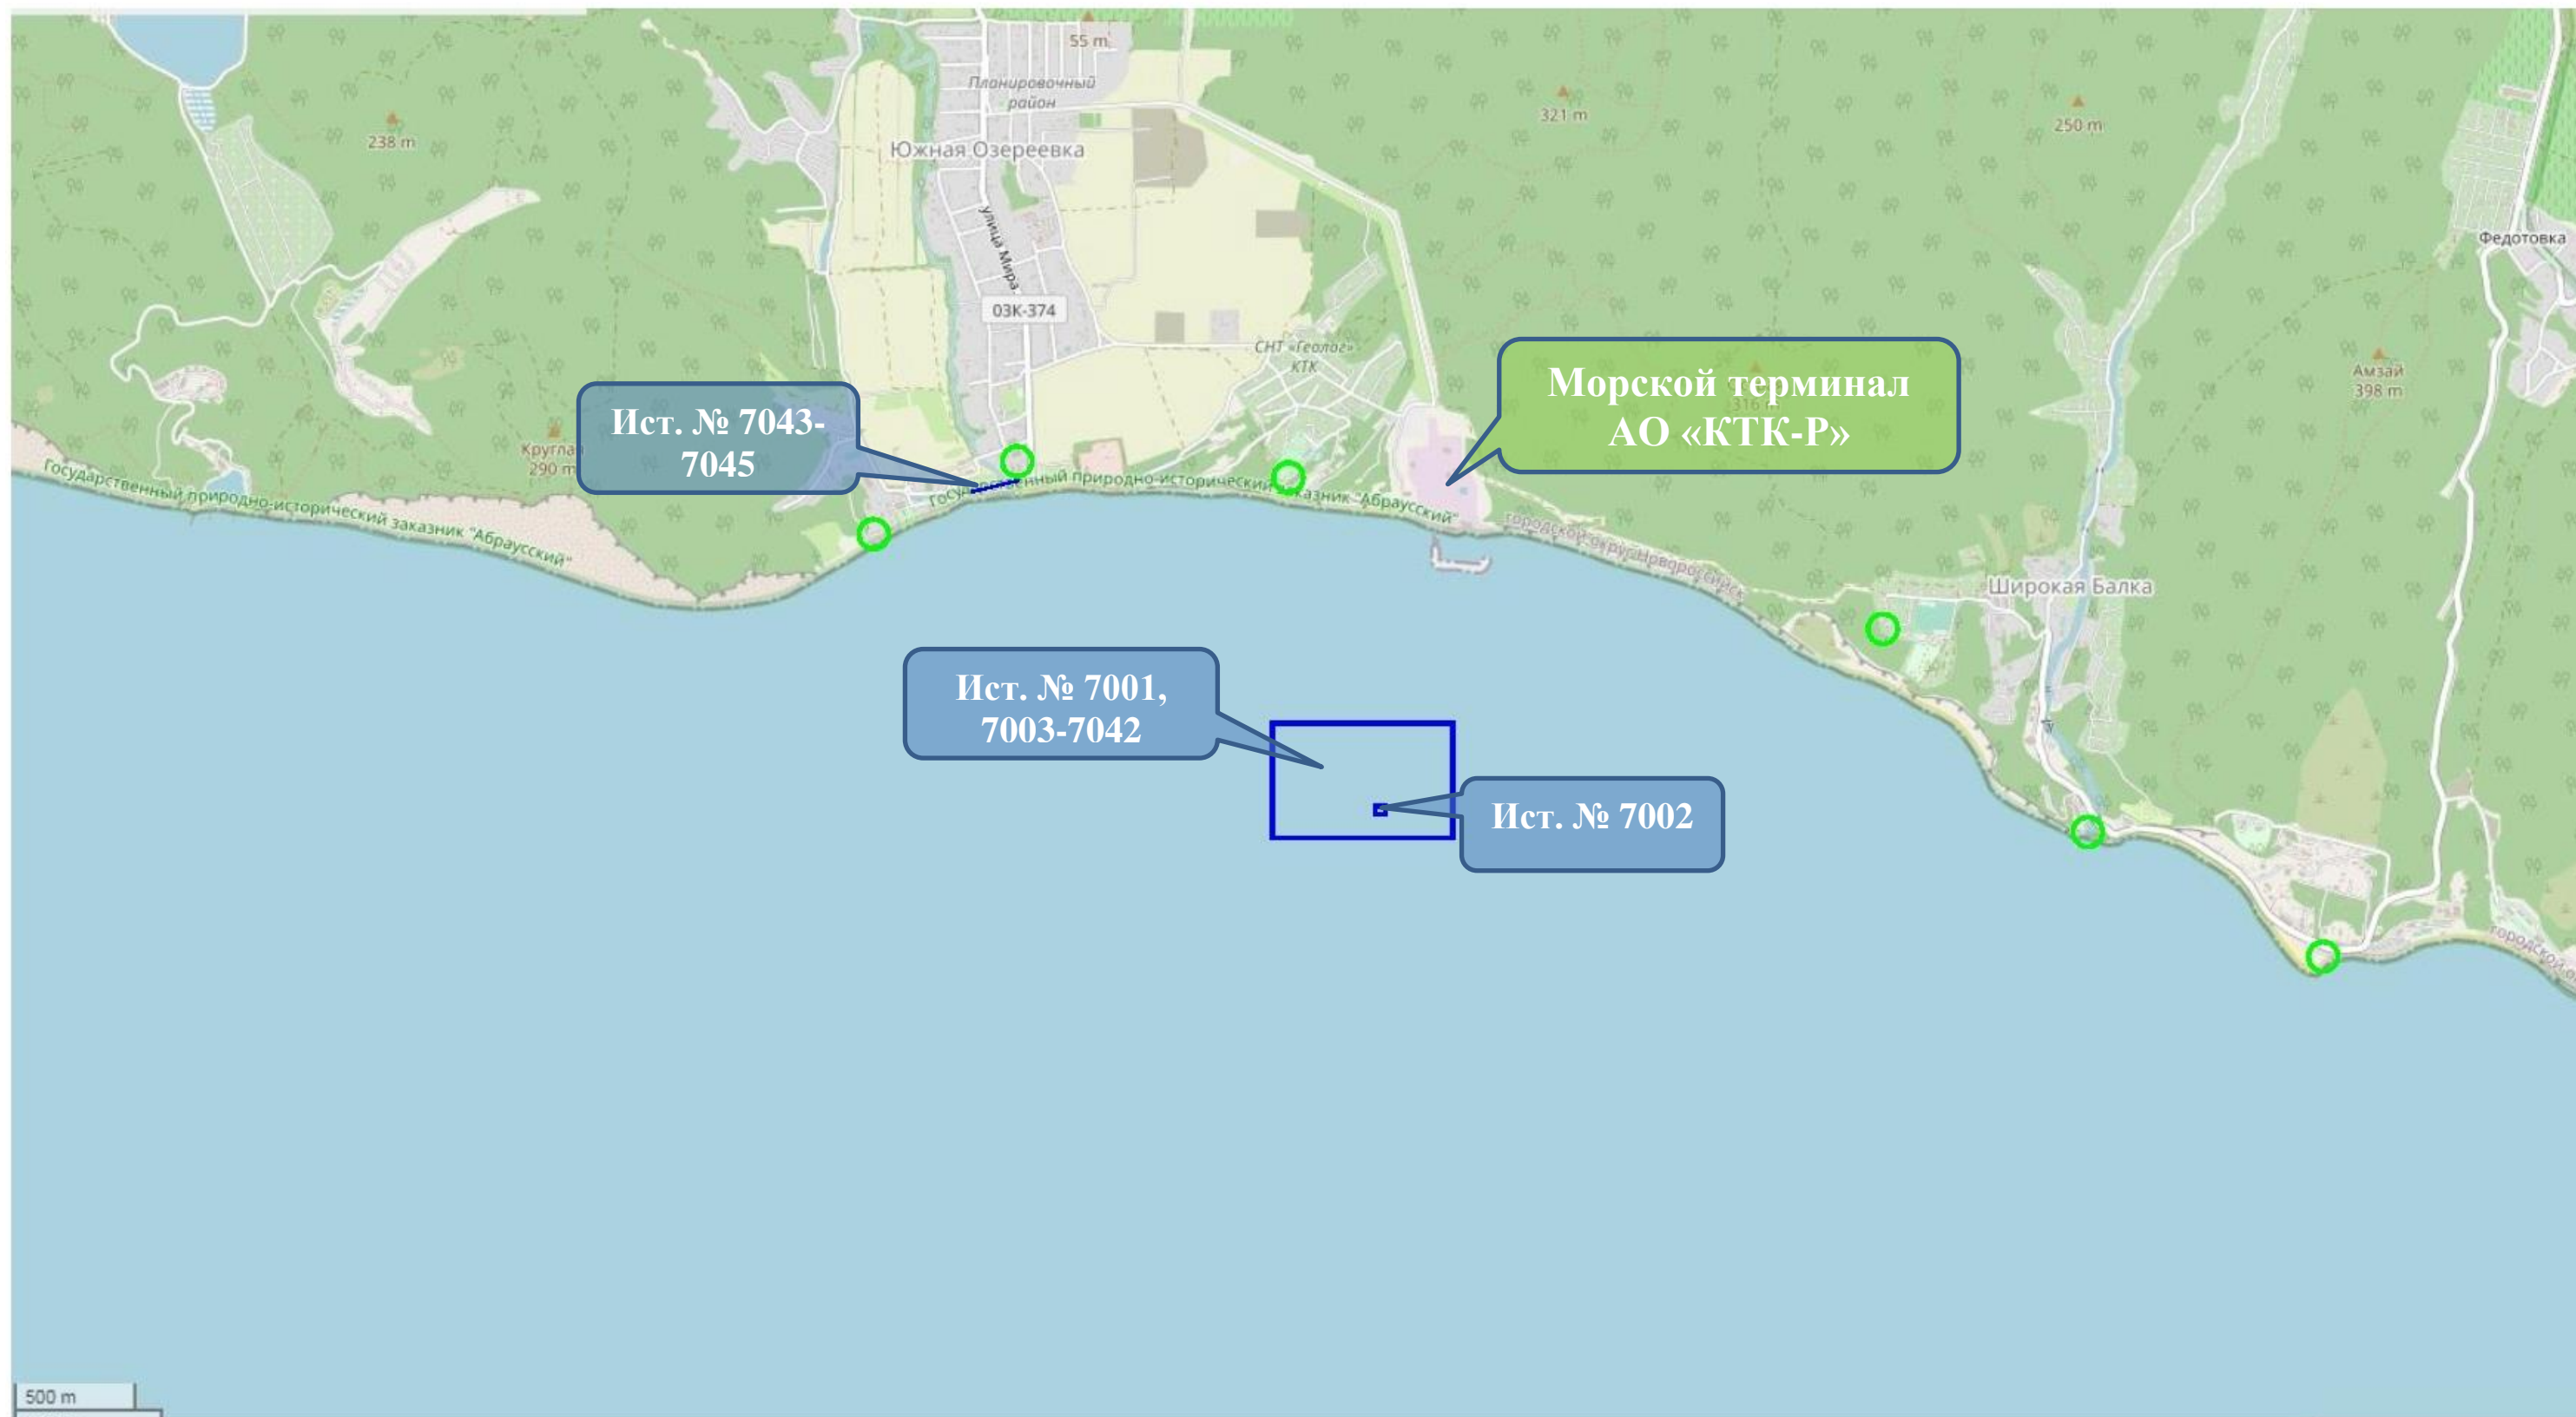 55 m
Планировочный
район
238 m
321 m
250 m
Южная Озереевка
Улица Мира
Федотовка
03К-374
СНТ «Геолог»
КТК
Морской терминал
АО «КТК-Р»
316 m
Амзай
398 m
Ист. № 7043-
7045
Круглая
290 m
Государственный природно-исторический заказник "Абраусский"
Государственный природно-исторический заказник "Абраусский"
городской округ Новороссийск
Широкая Балка
Ист. № 7001,
7003-7042
Ист. № 7002
городской
500 m